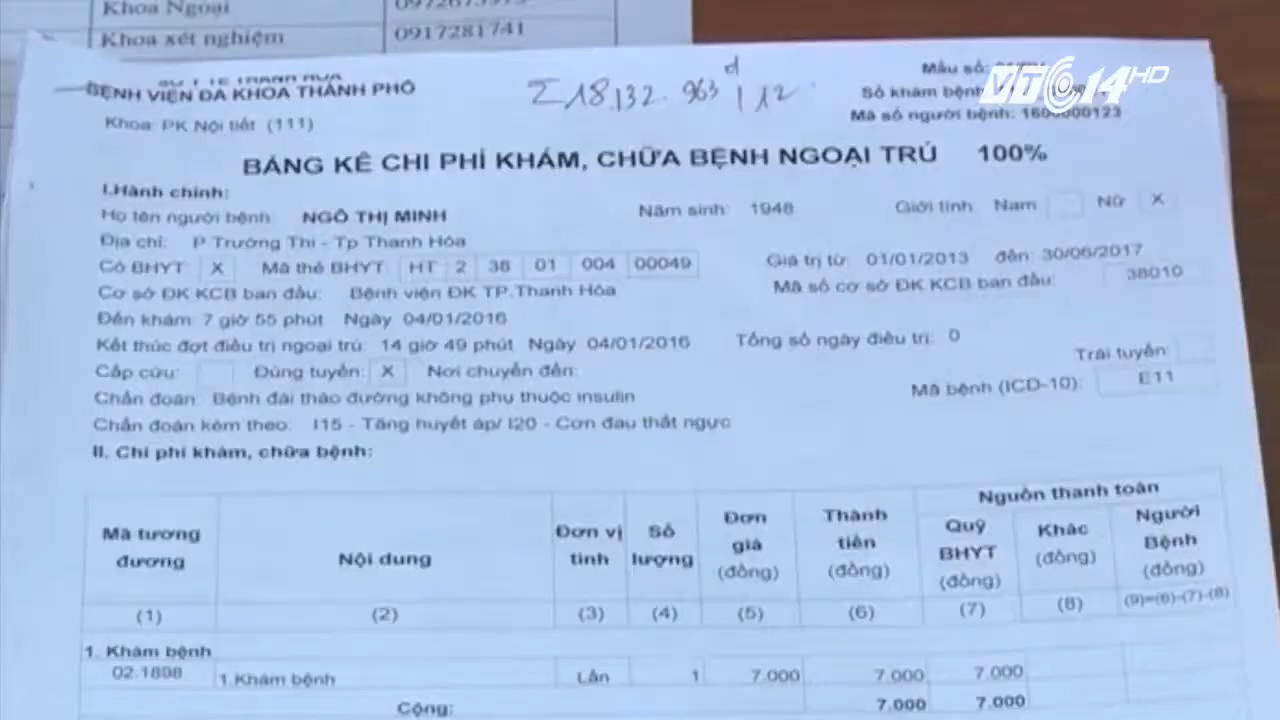 Khoa Ngoại
Khoa xét nghiệm 0917281741
BỆNH VIỆN ĐA KHOA THÀNH PHỐ
Khoa: PK Nội tiết (111)
Σ 18,132.963 đ | 12
Mẫu số:
Số khám bệnh:
Mã số người bệnh: 1600000123
VTC14 HD
BẢNG KÊ CHI PHÍ KHÁM, CHỮA BỆNH NGOẠI TRÚ 100%
I.Hành chính:
Họ tên người bệnh: NGÔ THỊ MINH Năm sinh: 1948 Giới tính Nam Nữ X
Địa chỉ: P Trường Thi - Tp Thanh Hóa
Có BHYT: X Mã thẻ BHYT HT 2 38 01 004 00049 Giá trị từ: 01/01/2013 đến: 30/06/2017
Cơ sở ĐK KCB ban đầu: Bệnh viện ĐK TP.Thanh Hóa Mã số cơ sở ĐK KCB ban đầu: 38010
Đến khám: 7 giờ 55 phút Ngày 04/01/2016
Kết thúc đợt điều trị ngoại trú: 14 giờ 49 phút Ngày 04/01/2016 Tổng số ngày điều trị: 0
Cấp cứu: Đúng tuyến: X Nơi chuyển đến: Trái tuyến:
Chẩn đoán: Bệnh đái tháo đường không phụ thuộc insulin Mã bệnh (ICD-10): E11
Chẩn đoán kèm theo: I15 - Tăng huyết áp/ I20 - Cơn đau thắt ngực
II. Chi phí khám, chữa bệnh:
Mã tương đương Nội dung Đơn vị tính Số lượng Đơn giá (đồng) Thành tiền (đồng) Nguồn thanh toán
Quỹ BHYT (đồng) Khác (đồng) Người Bệnh (đồng)
(1) (2) (3) (4) (5) (6) (7) (8) (9)=(6)-(7)-(8)
1. Khám bệnh
02.1898 1.Khám bệnh Lần 1 7.000 7.000 7.000
Cộng: 7.000 7.000